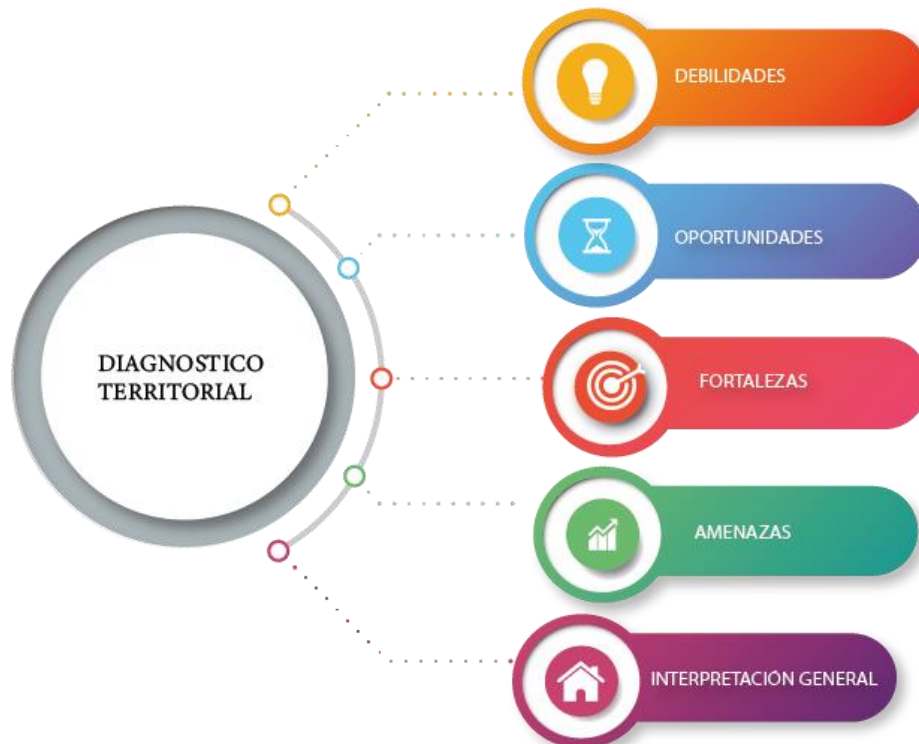 DIAGNOSTICO
TERRITORIAL
DEBILIDADES
OPORTUNIDADES
FORTALEZAS
AMENAZAS
INTERPRETACIÓN GENERAL